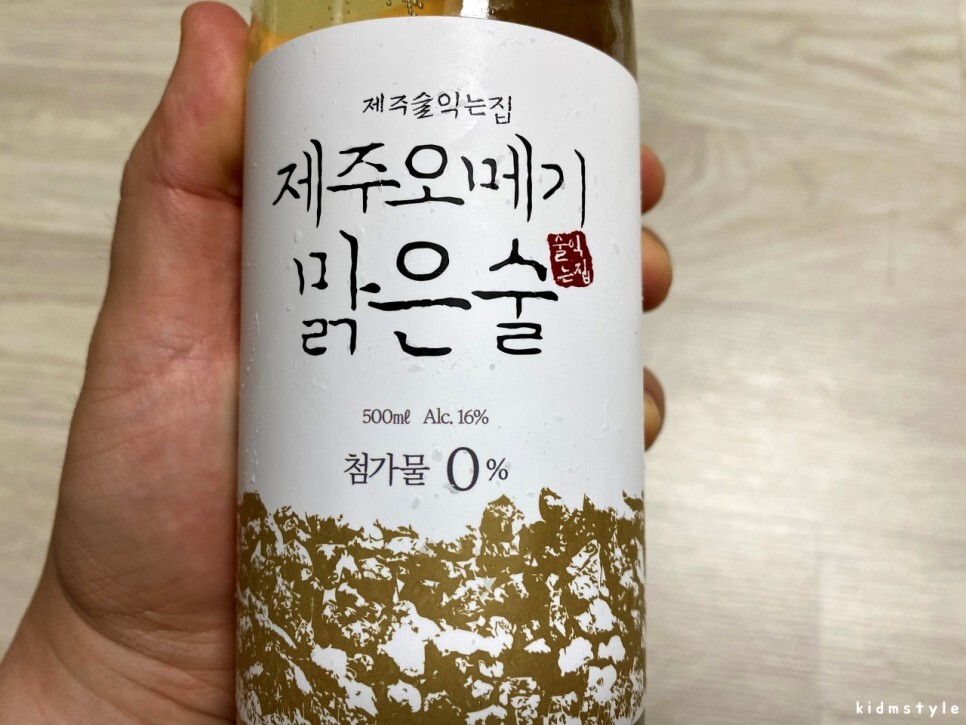 제주술익는집
제주오메기
맑은술
술익
는집
500㎖ Alc. 16%
첨가물 0%
kidmstyle